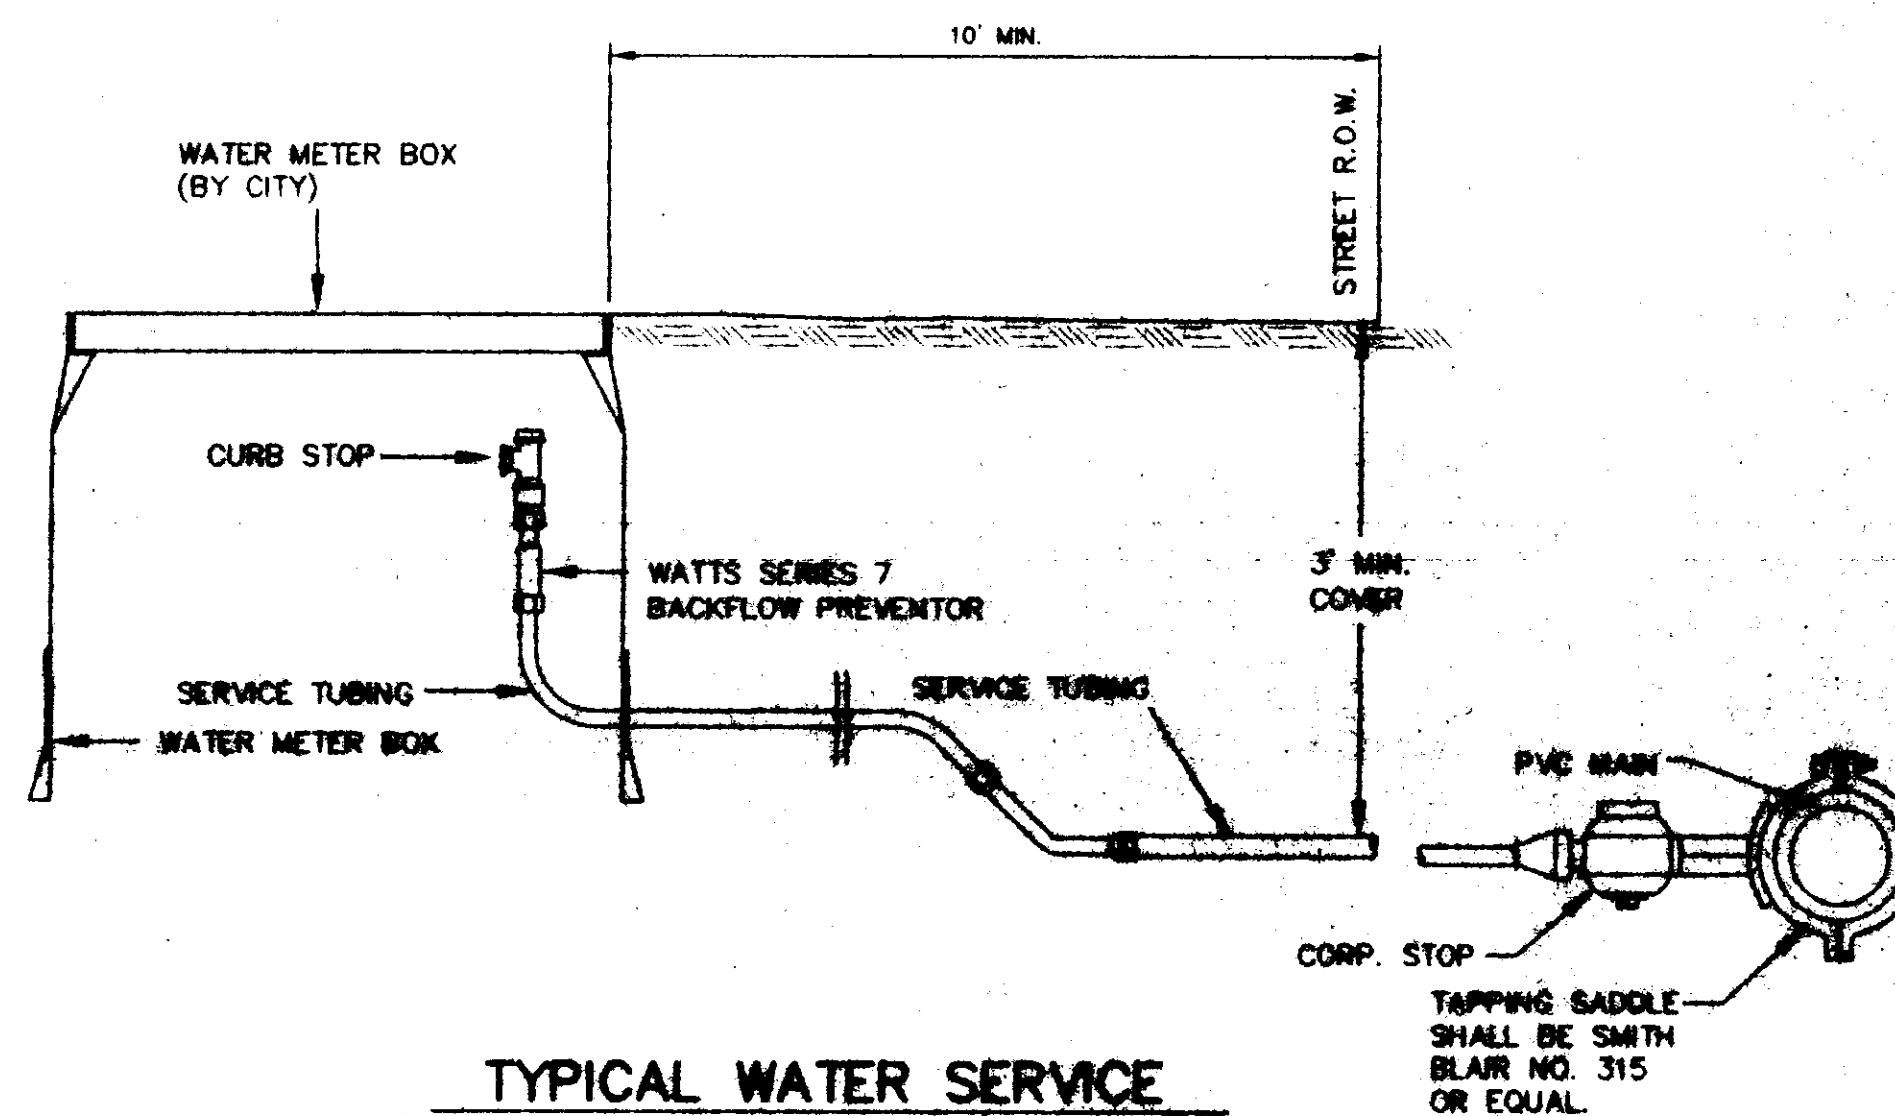 10' MIN.
STREET R.O.W.
WATER METER BOX
(BY CITY)
CURB STOP
WATTS SERIES 7
BACKFLOW PREVENTOR
3' MIN.
COVER
SERVICE TUBING
SERVICE TUBING
WATER METER BOX
PVC MAIN
CORP. STOP
TAPPING SADDLE
SHALL BE SMITH
BLAIR NO. 315
OR EQUAL.
TYPICAL WATER SERVICE